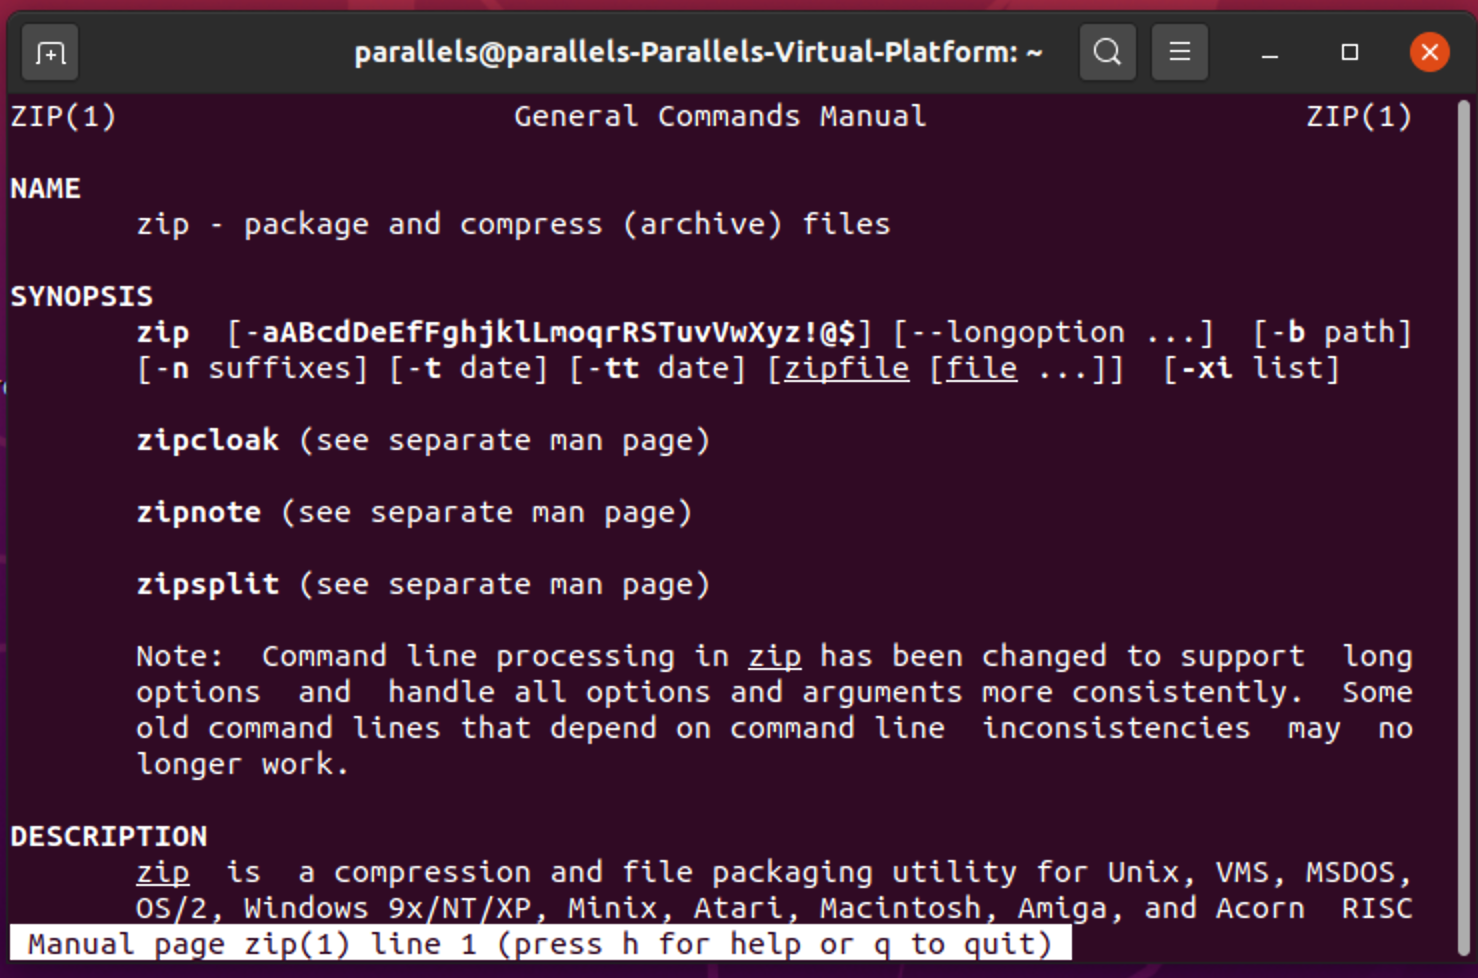 parallels@parallels-Parallels-Virtual-Platform: ~
ZIP(1) General Commands Manual ZIP(1)
NAME
zip - package and compress (archive) files
SYNOPSIS
zip [-aABcdDeEfFghjklLmoqrRSTuvVwXyz!@$] [--longoption ...] [-b path]
[-n suffixes] [-t date] [-tt date] [zipfile [file ...]] [-xi list]
zipcloak (see separate man page)
zipnote (see separate man page)
zipsplit (see separate man page)
Note: Command line processing in zip has been changed to support long
options and handle all options and arguments more consistently. Some
old command lines that depend on command line inconsistencies may no
longer work.
DESCRIPTION
zip is a compression and file packaging utility for Unix, VMS, MSDOS,
OS/2, Windows 9x/NT/XP, Minix, Atari, Macintosh, Amiga, and Acorn RISC
Manual page zip(1) line 1 (press h for help or q to quit)